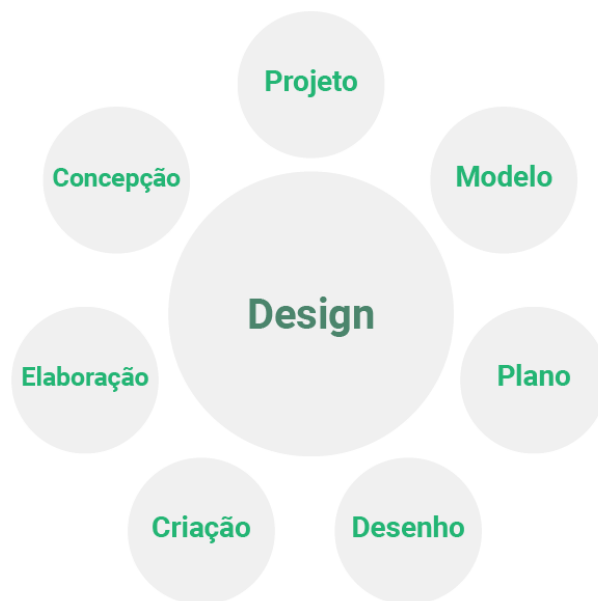 Projeto
Concepção
Modelo
Design
Elaboração
Plano
Criação
Desenho